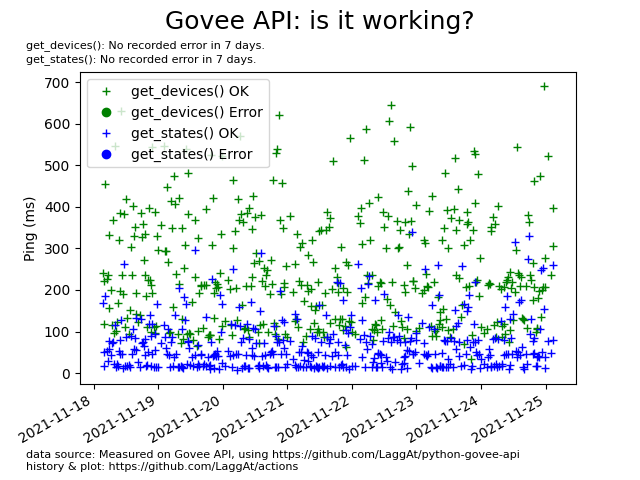 Govee API: is it working?
get_devices(): No recorded error in 7 days.
get_states(): No recorded error in 7 days.
get_devices() OK
get_devices() Error
get_states() OK
get_states() Error
Ping (ms)
700
600
500
400
300
200
100
0
2021-11-18
2021-11-19
2021-11-20
2021-11-21
2021-11-22
2021-11-23
2021-11-24
2021-11-25
data source: Measured on Govee API, using https://github.com/LaggAt/python-govee-api
history & plot: https://github.com/LaggAt/actions